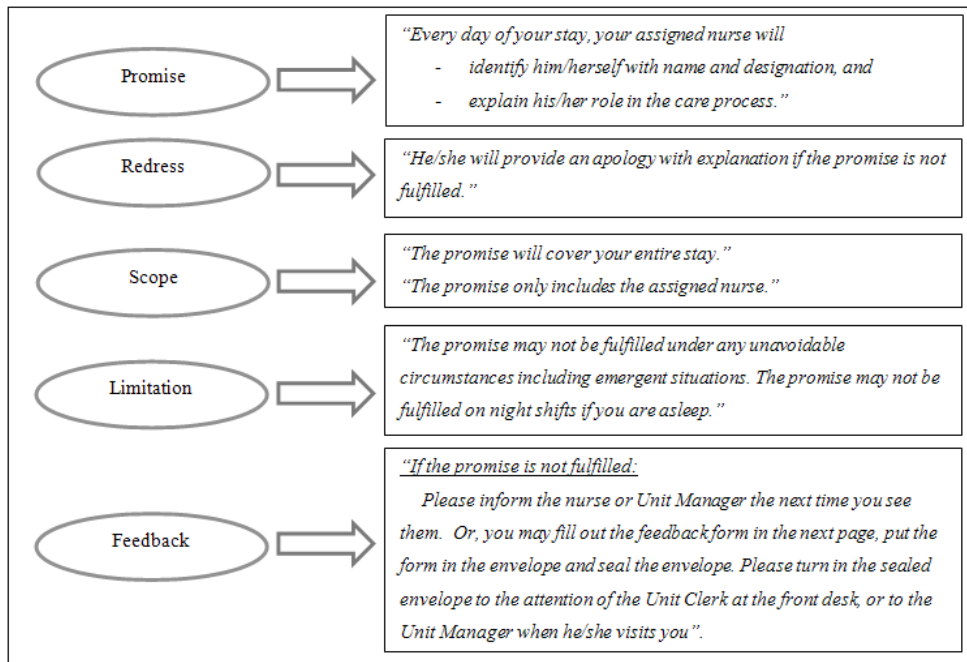 Promise
“Every day of your stay, your assigned nurse will
- identify him/herself with name and designation, and
- explain his/her role in the care process.”
Redress
“He/she will provide an apology with explanation if the promise is not
fulfilled.”
Scope
“The promise will cover your entire stay.”
“The promise only includes the assigned nurse.”
Limitation
“The promise may not be fulfilled under any unavoidable
circumstances including emergent situations. The promise may not be
fulfilled on night shifts if you are asleep.”
Feedback
“If the promise is not fulfilled:
Please inform the nurse or Unit Manager the next time you see
them. Or, you may fill out the feedback form in the next page, put the
form in the envelope and seal the envelope. Please turn in the sealed
envelope to the attention of the Unit Clerk at the front desk, or to the
Unit Manager when he/she visits you”.